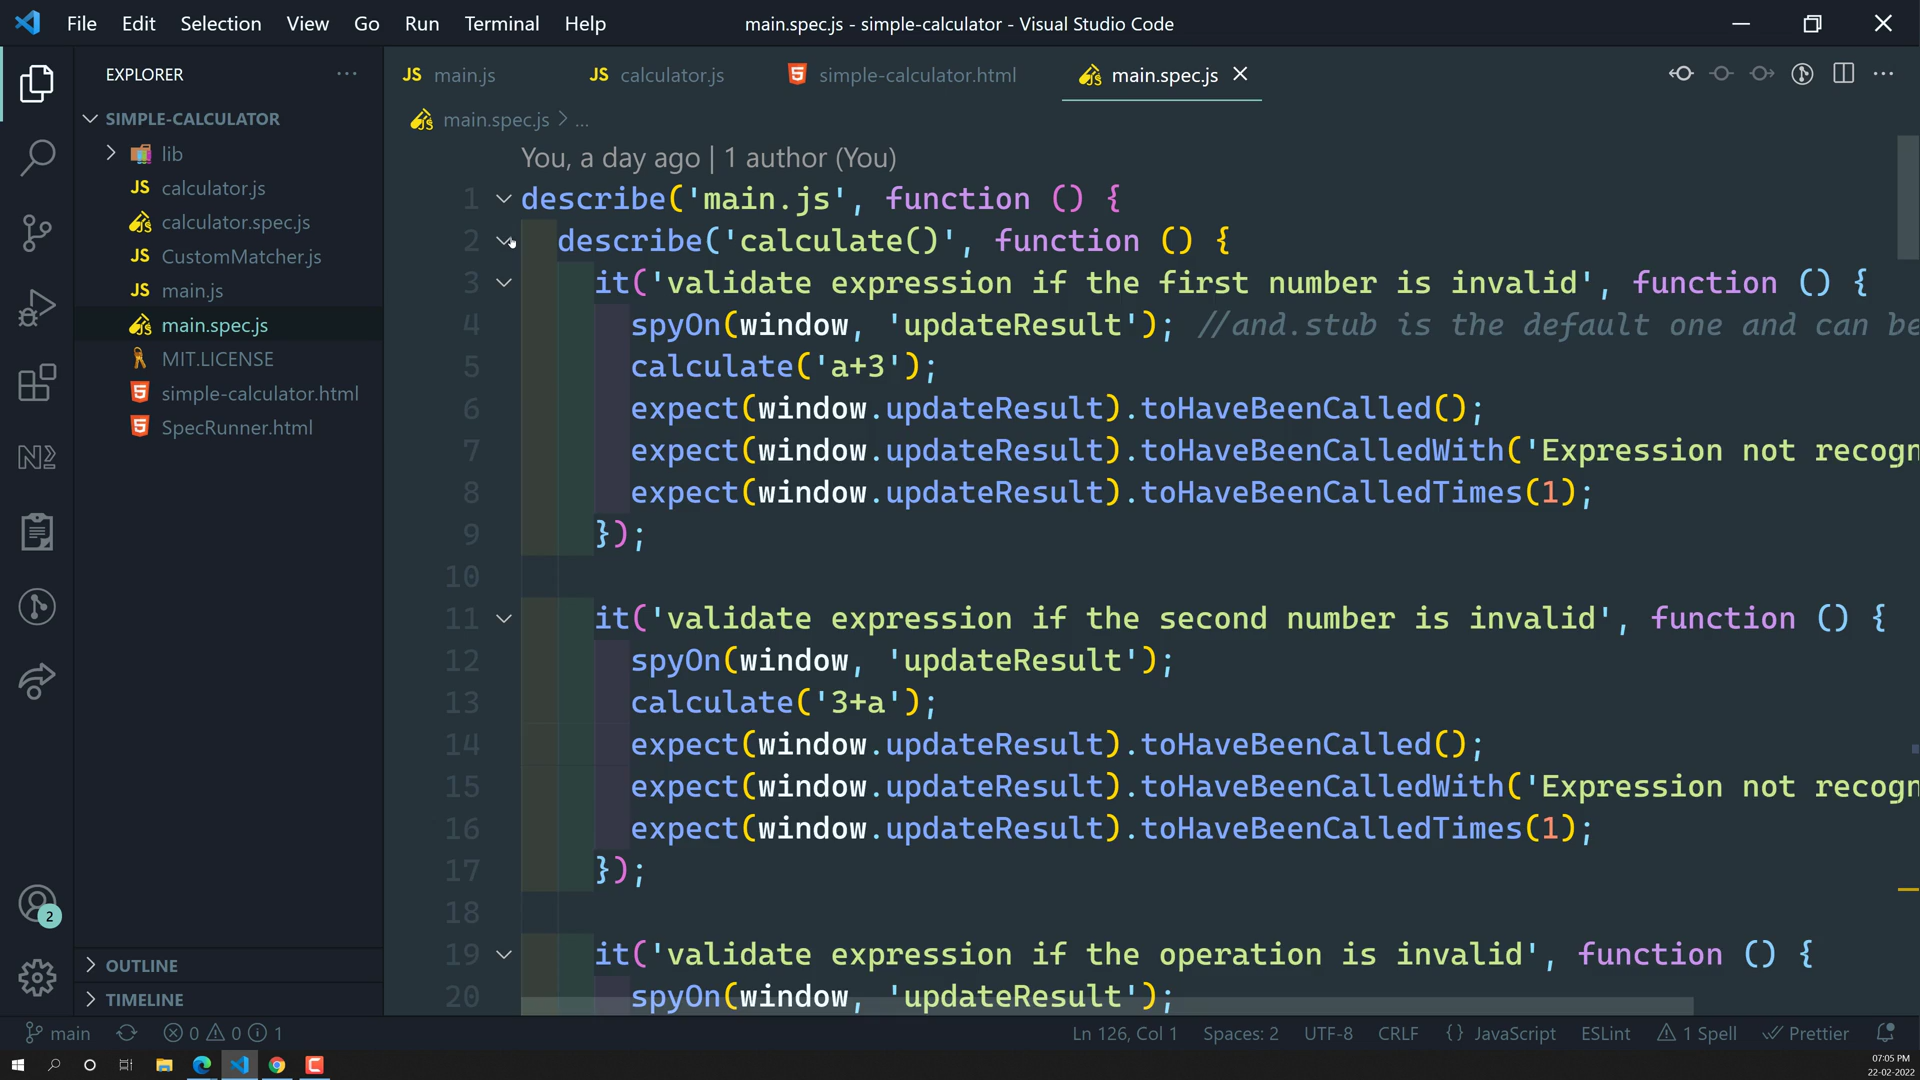 File Edit Selection View Go Run Terminal Help
main.spec.js - simple-calculator - Visual Studio Code
EXPLORER
SIMPLE-CALCULATOR
lib
JS calculator.js
calculator.spec.js
JS CustomMatcher.js
JS main.js
main.spec.js
MIT.LICENSE
5 simple-calculator.html
5 SpecRunner.html
2
OUTLINE
TIMELINE
JS main.js JS calculator.js 5 simple-calculator.html main.spec.js
main.spec.js > ...
You, a day ago | 1 author (You)
1 describe('main.js', function () {
2 describe('calculate()', function () {
3 it('validate expression if the first number is invalid', function () {
4 spyOn(window, 'updateResult'); //and.stub is the default one and can be
5 calculate('a+3');
6 expect(window.updateResult).toHaveBeenCalled();
7 expect(window.updateResult).toHaveBeenCalledWith('Expression not recogn
8 expect(window.updateResult).toHaveBeenCalledTimes(1);
9 });
10
11 it('validate expression if the second number is invalid', function () {
12 spyOn(window, 'updateResult');
13 calculate('3+a');
14 expect(window.updateResult).toHaveBeenCalled();
15 expect(window.updateResult).toHaveBeenCalledWith('Expression not recogn
16 expect(window.updateResult).toHaveBeenCalledTimes(1);
17 });
18
19 it('validate expression if the operation is invalid', function () {
20 spyOn(window, 'updateResult');
main 0 0 1 Ln 126, Col 1 Spaces: 2 UTF-8 CRLF {} JavaScript ESLint 1 Spell Prettier
07:05 PM
22-02-2022